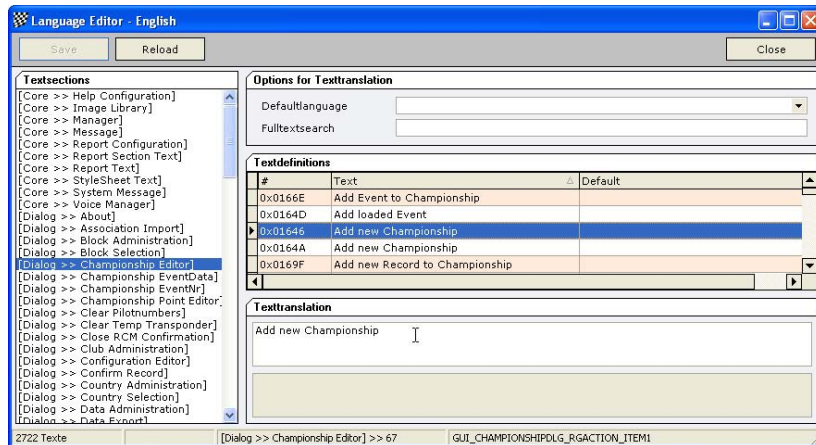 Language Editor - English
Save
Reload
Close
Textsections
[Core >> Help Configuration]
[Core >> Image Library]
[Core >> Manager]
[Core >> Message]
[Core >> Report Configuration]
[Core >> Report Section Text]
[Core >> Report Text]
[Core >> StyleSheet Text]
[Core >> System Message]
[Core >> Voice Manager]
[Dialog >> About]
[Dialog >> Association Import]
[Dialog >> Block Administration]
[Dialog >> Block Selection]
[Dialog >> Championship Editor]
[Dialog >> Championship EventData]
[Dialog >> Championship EventNr]
[Dialog >> Championship Point Editor]
[Dialog >> Clear Pilotnumbers]
[Dialog >> Clear Temp Transponder]
[Dialog >> Close RCM Confirmation]
[Dialog >> Club Administration]
[Dialog >> Configuration Editor]
[Dialog >> Confirm Record]
[Dialog >> Country Administration]
[Dialog >> Country Selection]
[Dialog >> Data Administration]
[Dialog >> Data Export]
Options for Texttranslation
Defaultlanguage
Fulltextsearch
Textdefinitions
# Text Default
0x0166E Add Event to Championship
0x0164D Add loaded Event
0x01646 Add new Championship
0x0164A Add new Championship
0x0169F Add new Record to Championship
Texttranslation
Add new Championship
2722 Texte [Dialog >> Championship Editor] >> 67 GUI_CHAMPIONSHIPDLG_RGACTION_ITEM1